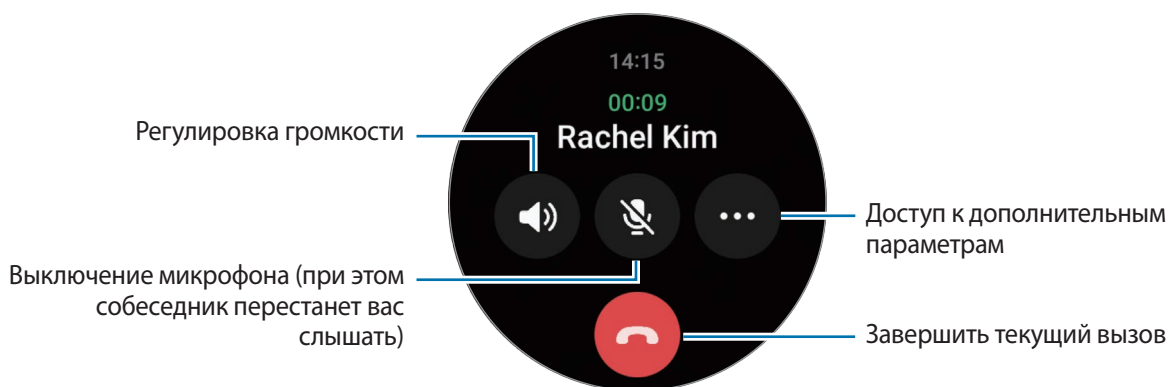 14:15
00:09
Rachel Kim
Регулировка громкости
Доступ к дополнительным
параметрам
Выключение микрофона (при этом
собеседник перестанет вас
слышать)
Завершить текущий вызов